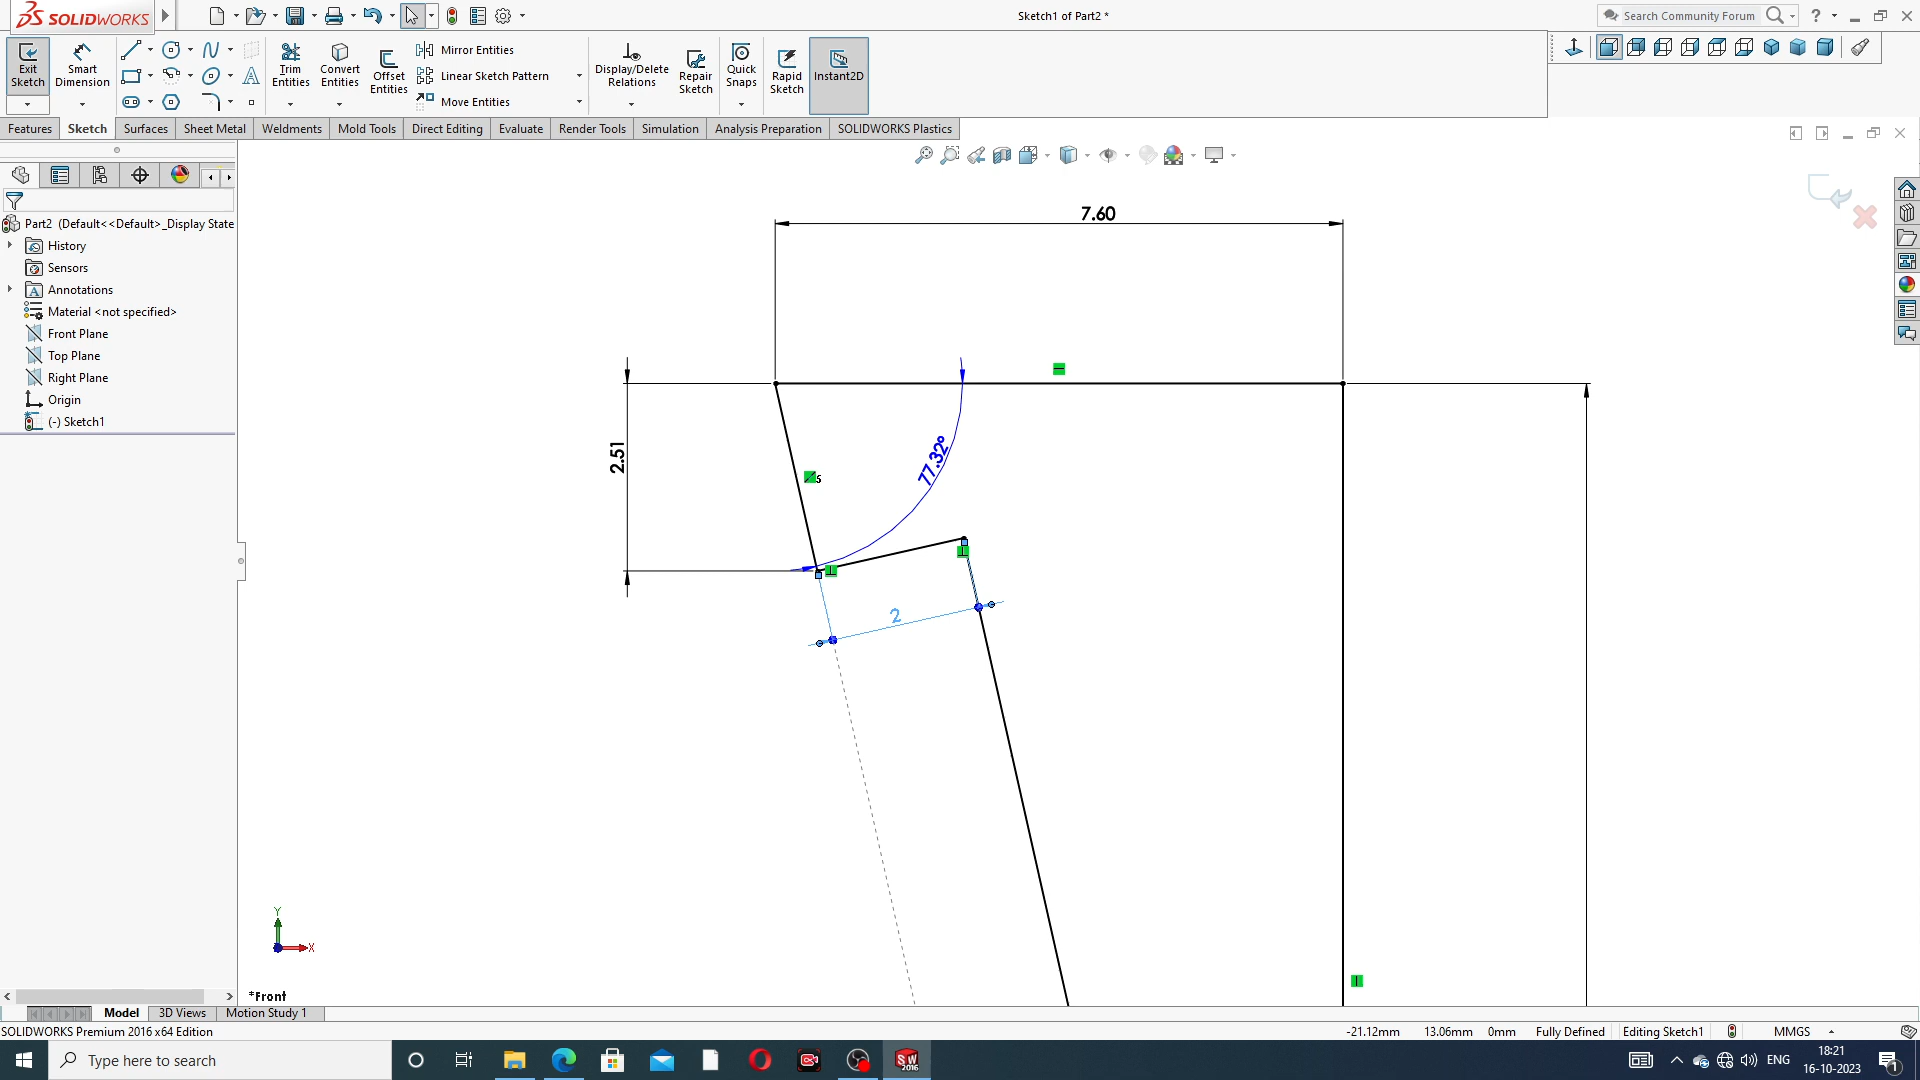 SOLIDWORKS
Sketch1 of Part2 *
Search Community Forum
?
Exit Sketch
Smart Dimension
Trim Entities
Convert Entities
Offset Entities
Mirror Entities
Linear Sketch Pattern
Move Entities
Display/Delete Relations
Repair Sketch
Quick Snaps
Rapid Sketch
Instant2D
Features
Sketch
Surfaces
Sheet Metal
Weldments
Mold Tools
Direct Editing
Evaluate
Render Tools
Simulation
Analysis Preparation
SOLIDWORKS Plastics
Part2 (Default<<Default>_Display State
History
Sensors
A Annotations
Material <not specified>
Front Plane
Top Plane
Right Plane
Origin
(-) Sketch1
7.60
2.51
77.32°
5
2
Y
X
*Front
Model
3D Views
Motion Study 1
SOLIDWORKS Premium 2016 x64 Edition
-21.12mm
13.06mm
0mm
Fully Defined
Editing Sketch1
MMGS
Type here to search
SW
2016
ENG
18:21
16-10-2023
1